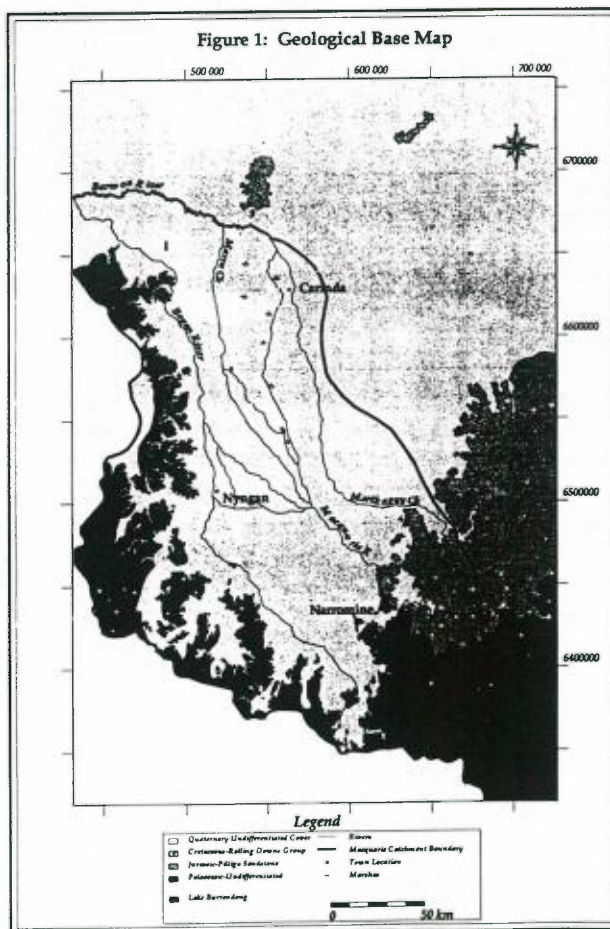 Figure 1: Geological Base Map
500 000
600 000
700 000
6700000
Carinda
6600000
Nyngan
6500000
Narromine
6400000
Legend
Quaternary Undifferentiated Cover
Cretaceous-Rolling Downs Group
Jurassic-Pilliga Sandstone
Palaeozoic-Undifferentiated
Lake Burrendong
Rivers
Macquarie Catchment Boundary
Town Location
Marshes
0 50 km